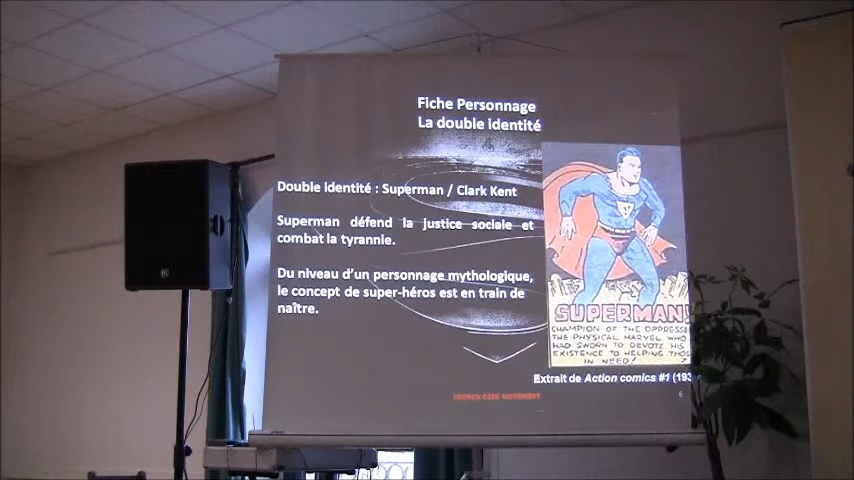 Fiche Personnage
La double identité
Double identité : Superman / Clark Kent
Superman défend la justice sociale et
combat la tyrannie.
Du niveau d'un personnage mythologique,
le concept de super-héros est en train de
naître.
SUPERMAN
CHAMPION OF THE OPPRESSE
THE PHYSICAL MARVEL WHO
HAD SWORN TO DEVOTE HIS
EXISTENCE TO HELPING THOS
IN NEED!
Extrait de Action comics #1 (193
6